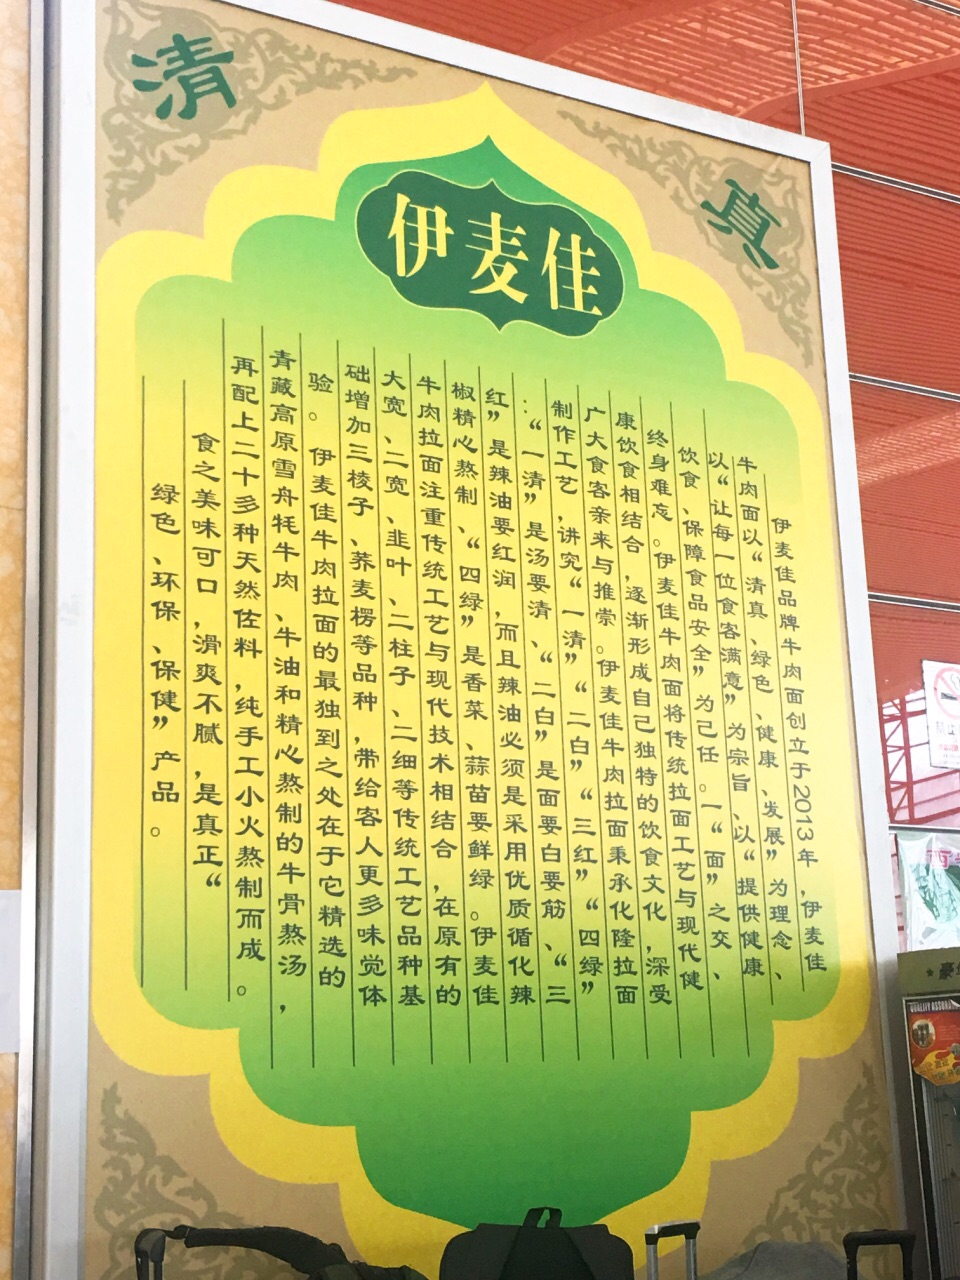 清真
伊麦佳
伊麦佳品牌牛肉面创立于2013年，伊麦佳
牛肉面以“清真、绿色、健康、发展”为理念、
以“让每一位食客满意”为宗旨、以“提供健康
饮食、保障食品安全”为己任。一“面”之交、
终身难忘。伊麦佳牛肉面将传统拉面工艺与现代健
康饮食相结合，逐渐形成自己独特的饮食文化，深受
广大食客亲来与推崇。伊麦佳牛肉拉面秉承化隆拉面
制作工艺，讲究“一清”“二白”“三红”“四绿”
：“一清”是汤要清、“二白”是面要白要筋、“三
红”是辣油要红润，而且辣油必须是采用优质循化辣
椒精心熬制、“四绿”是香菜、蒜苗要鲜绿。伊麦佳
牛肉拉面注重传统工艺与现代技术相结合，在原有的
大宽、二宽、韭叶、二柱子、二细等传统工艺品种基
础增加三棱子、荞麦楞等品种，带给客人更多味觉体
验。伊麦佳牛肉拉面的最独到之处在于它精选的
青藏高原雪舟牦牛肉、牛油和精心熬制的牛骨熬汤，
再配上二十多种天然佐料，纯手工小火熬制而成。
食之美味可口，滑爽不腻，是真正“
绿色、环保、保健”产品。
QUALITY ASSURA